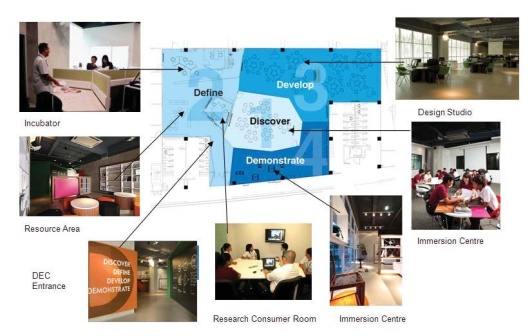 2
3
Develop
Define
1
Discover
Demonstrate
4
Incubator
Design Studio
Resource Area
Immersion Centre
DEC
Entrance
DISCOVER
DEFINE
DEVELOP
DEMONSTRATE
Research Consumer Room
Immersion Centre